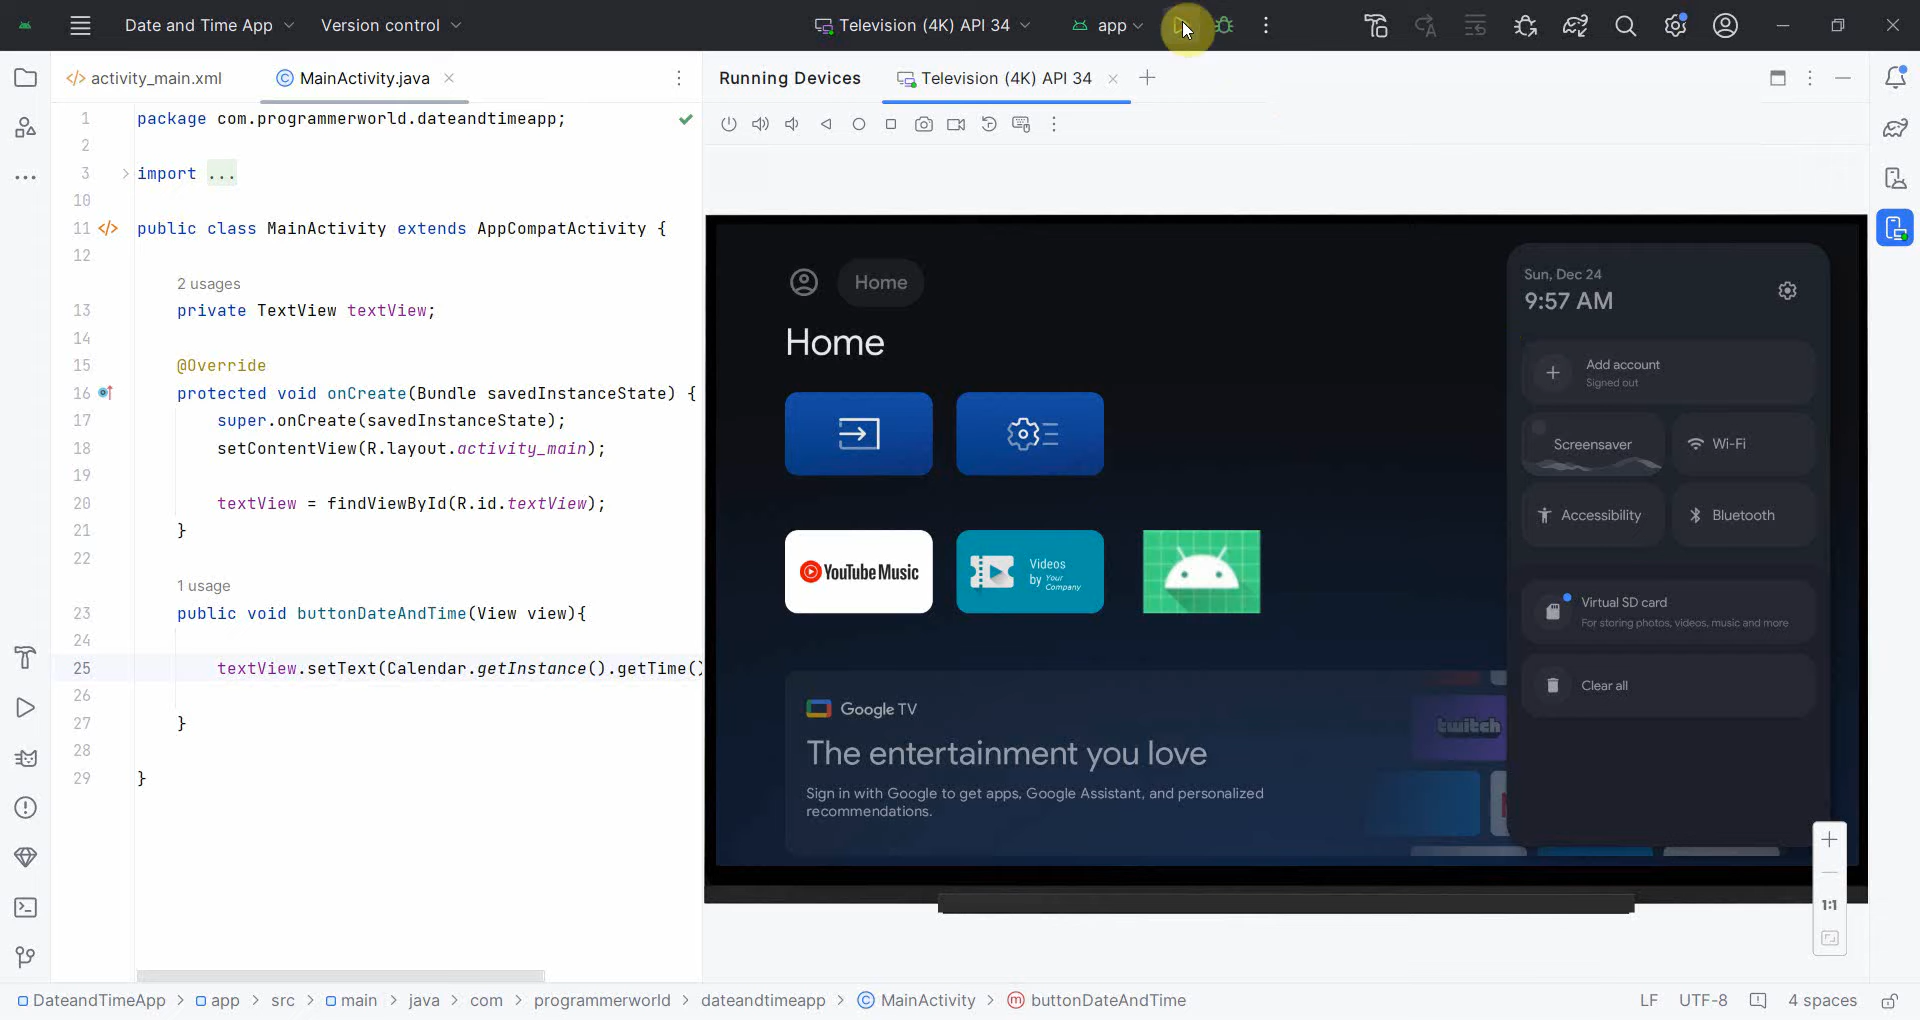 Date and Time App
Version control
Television (4K) API 34
app
activity_main.xml
MainActivity.java
Running Devices
Television (4K) API 34
1 package com.programmerworld.dateandtimeapp;
2
3 import ...
10
11 public class MainActivity extends AppCompatActivity {
12
2 usages
13 private TextView textView;
14
15 @Override
16 protected void onCreate(Bundle savedInstanceState) {
17 super.onCreate(savedInstanceState);
18 setContentView(R.layout.activity_main);
19
20 textView = findViewById(R.id.textView);
21 }
22
1 usage
23 public void buttonDateAndTime(View view){
24
25 textView.setText(Calendar.getInstance().getTime()
26
27 }
28
29 }
Home
Home
YouTube Music
Videos
by Your
Company
Google TV
The entertainment you love
Sign in with Google to get apps, Google Assistant, and personalized
recommendations.
twitch
Sun, Dec 24
9:57 AM
Add account
Signed out
Screensaver
Wi-Fi
Accessibility
Bluetooth
Virtual SD card
For storing photos, videos, music and more
Clear all
1:1
DateandTimeApp > app > src > main > java > com > programmerworld > dateandtimeapp > MainActivity > buttonDateAndTime
LF UTF-8 4 spaces